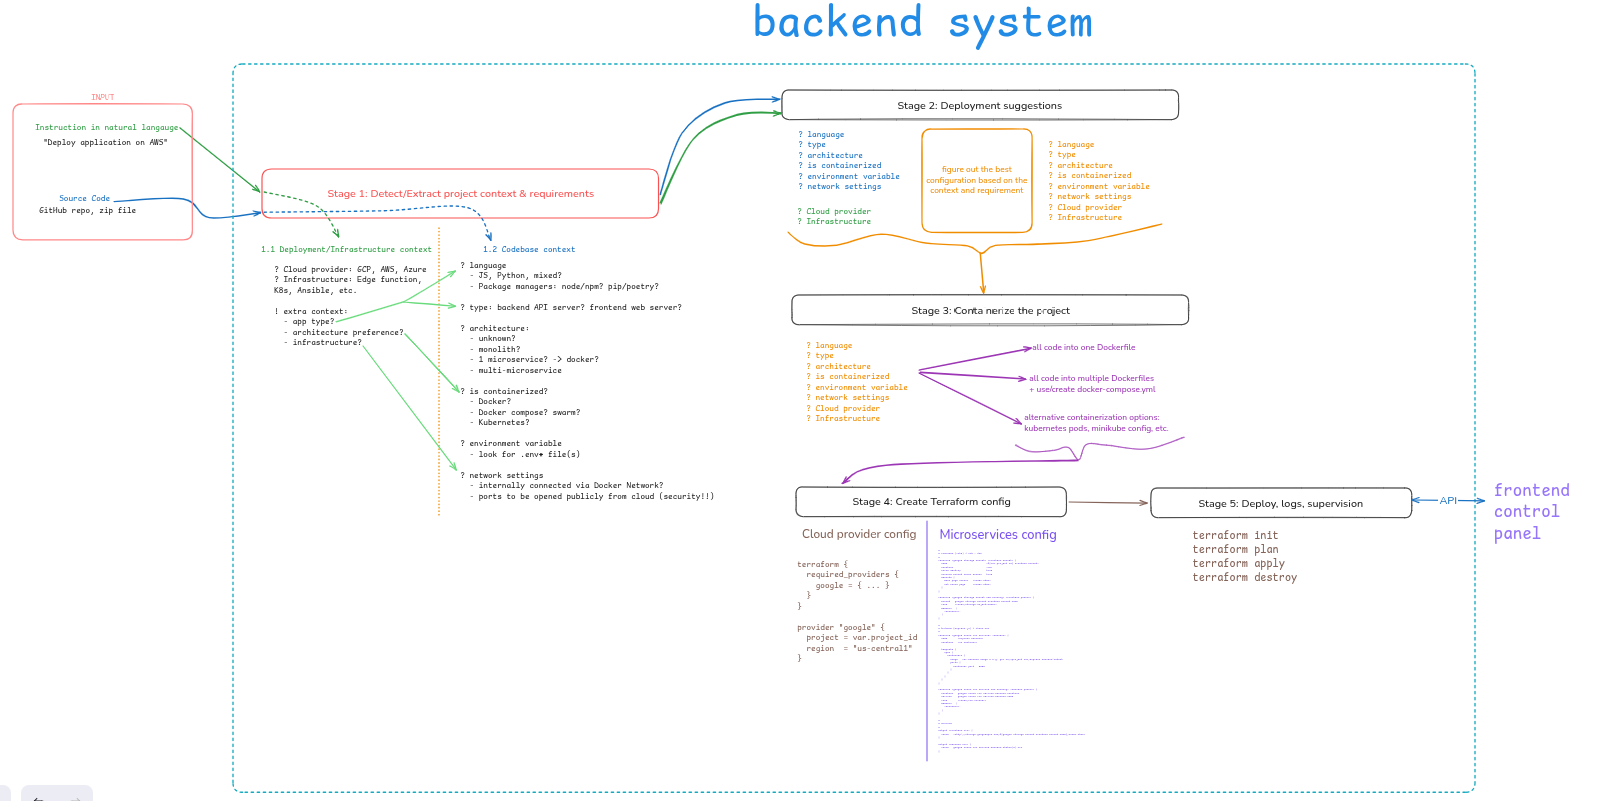 backend system
INPUT
Instruction in natural langauge
"Deploy application on AWS"
Source Code
GitHub repo, zip file
Stage 1: Detect/Extract project context & requirements
1.1 Deployment/Infrastructure context
? Cloud provider: GCP, AWS, Azure
? Infrastructure: Edge function,
K8s, Ansible, etc.
! extra context:
- app type?
- architecture preference?
- infrastructure?
1.2 Codebase context
? language
- JS, Python, mixed?
- Package managers: node/npm? pip/poetry?
? type: backend API server? frontend web server?
? architecture:
- unknown?
- monolith?
- 1 microservice? -> docker?
- multi-microservice
? is containerized?
- Docker?
- Docker compose? swarm?
- Kubernetes?
? environment variable
- look for .env* file(s)
? network settings
- internally connected via Docker Network?
- ports to be opened publicly from cloud (security!!)
Stage 2: Deployment suggestions
? language
? type
? architecture
? is containerized
? environment variable
? network settings
? Cloud provider
? Infrastructure
figure out the best
configuration based on the
context and requirement
? language
? type
? architecture
? is containerized
? environment variable
? network settings
? Cloud provider
? Infrastructure
Stage 3: Conta nerize the project
? language
? type
? architecture
? is containerized
? environment variable
? network settings
? Cloud provider
? Infrastructure
all code into one Dockerfile
all code into multiple Dockerfiles
+ use/create docker-compose.yml
alternative containerization options:
kubernetes pods, minikube config, etc.
Stage 4: Create Terraform config
Cloud provider config
terraform {
required_providers {
google = { ... }
}
}
provider "google" {
project = var.project_id
region = "us-central1"
}
Microservices config
Stage 5: Deploy, logs, supervision
terraform init
terraform plan
terraform apply
terraform destroy
API
frontend
control
panel